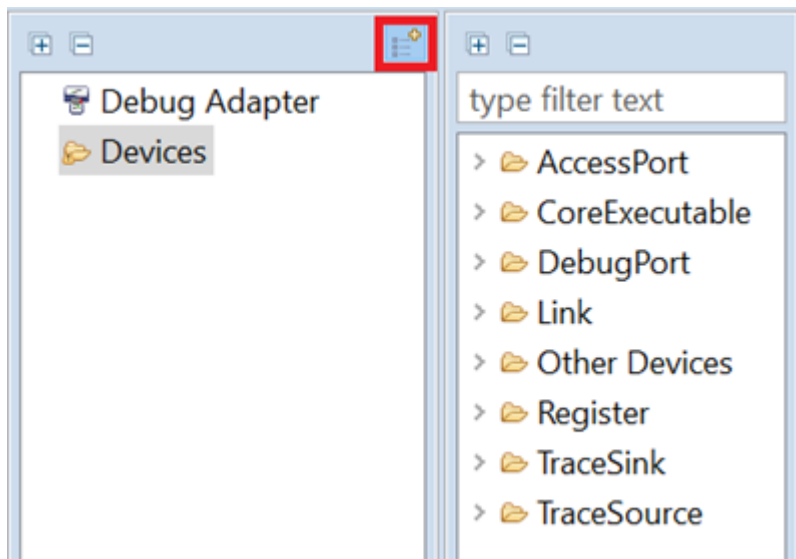 Debug Adapter
Devices
type filter text
AccessPort
CoreExecutable
DebugPort
Link
Other Devices
Register
TraceSink
TraceSource